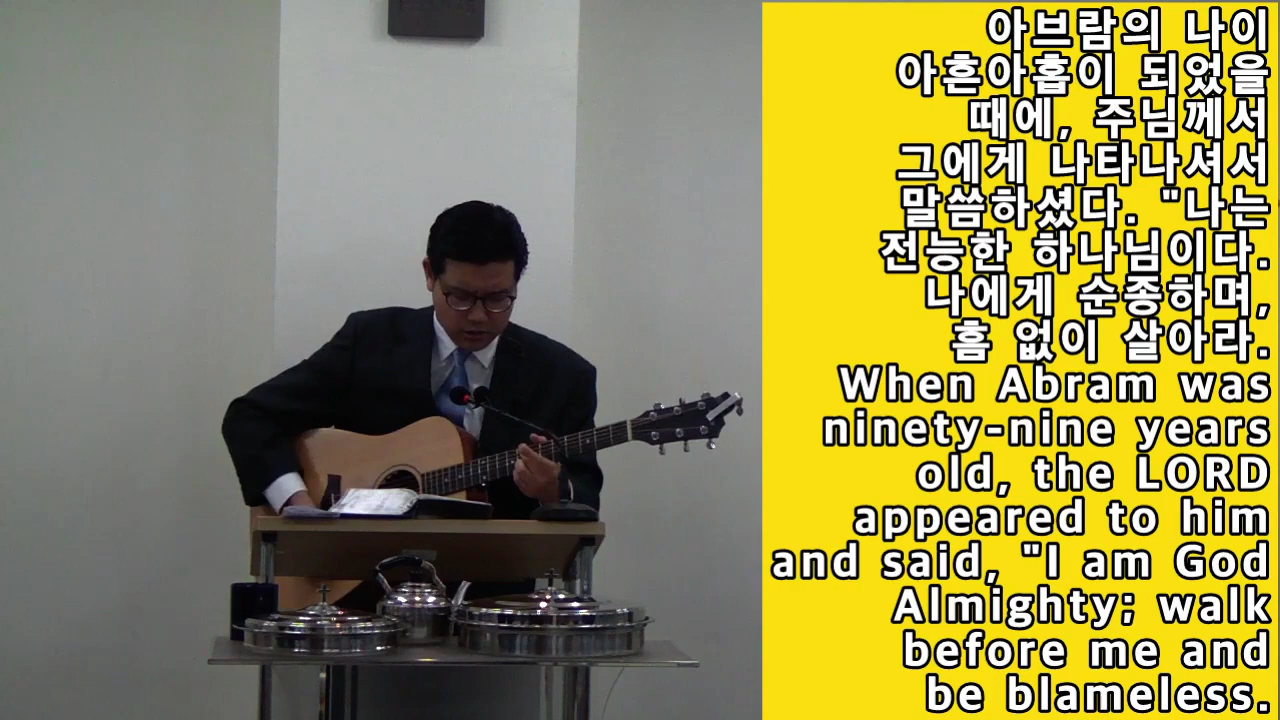 아브람의 나이
아흔아홉이 되었을
때에, 주님께서
그에게 나타나셔서
말씀하셨다. "나는
전능한 하나님이다.
나에게 순종하며,
흠 없이 살아라.
When Abram was
ninety-nine years
old, the LORD
appeared to him
and said, "I am God
Almighty; walk
before me and
be blameless.